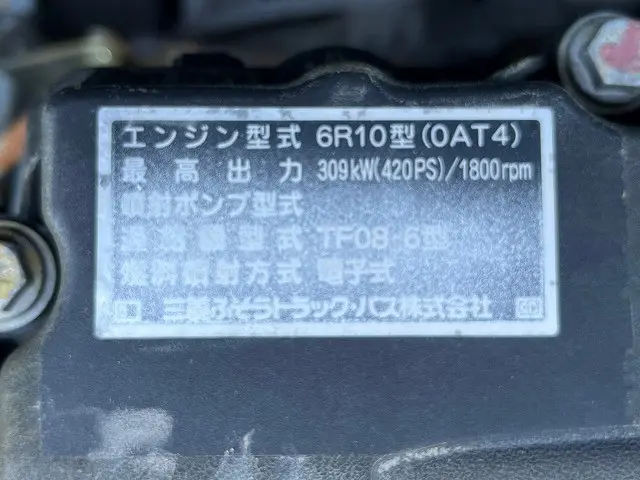 エンジン型式 6R10型(0AT4)
最高出力 309kW(420PS)/1800rpm
噴射ポンプ型式
過給機型式 TF08-6型
燃料噴射方式 電子式
三菱ふそうトラック・バス株式会社